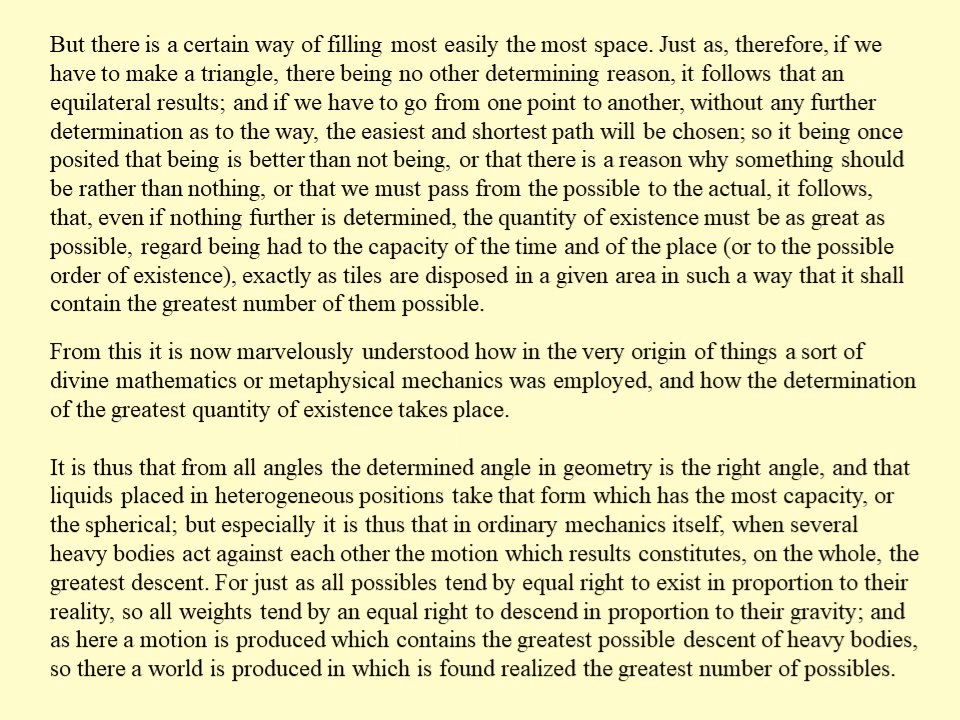 But there is a certain way of filling most easily the most space. Just as, therefore, if we
have to make a triangle, there being no other determining reason, it follows that an
equilateral results; and if we have to go from one point to another, without any further
determination as to the way, the easiest and shortest path will be chosen; so it being once
posited that being is better than not being, or that there is a reason why something should
be rather than nothing, or that we must pass from the possible to the actual, it follows,
that, even if nothing further is determined, the quantity of existence must be as great as
possible, regard being had to the capacity of the time and of the place (or to the possible
order of existence), exactly as tiles are disposed in a given area in such a way that it shall
contain the greatest number of them possible.
From this it is now marvelously understood how in the very origin of things a sort of
divine mathematics or metaphysical mechanics was employed, and how the determination
of the greatest quantity of existence takes place.
It is thus that from all angles the determined angle in geometry is the right angle, and that
liquids placed in heterogeneous positions take that form which has the most capacity, or
the spherical; but especially it is thus that in ordinary mechanics itself, when several
heavy bodies act against each other the motion which results constitutes, on the whole, the
greatest descent. For just as all possibles tend by equal right to exist in proportion to their
reality, so all weights tend by an equal right to descend in proportion to their gravity; and
as here a motion is produced which contains the greatest possible descent of heavy bodies,
so there a world is produced in which is found realized the greatest number of possibles.